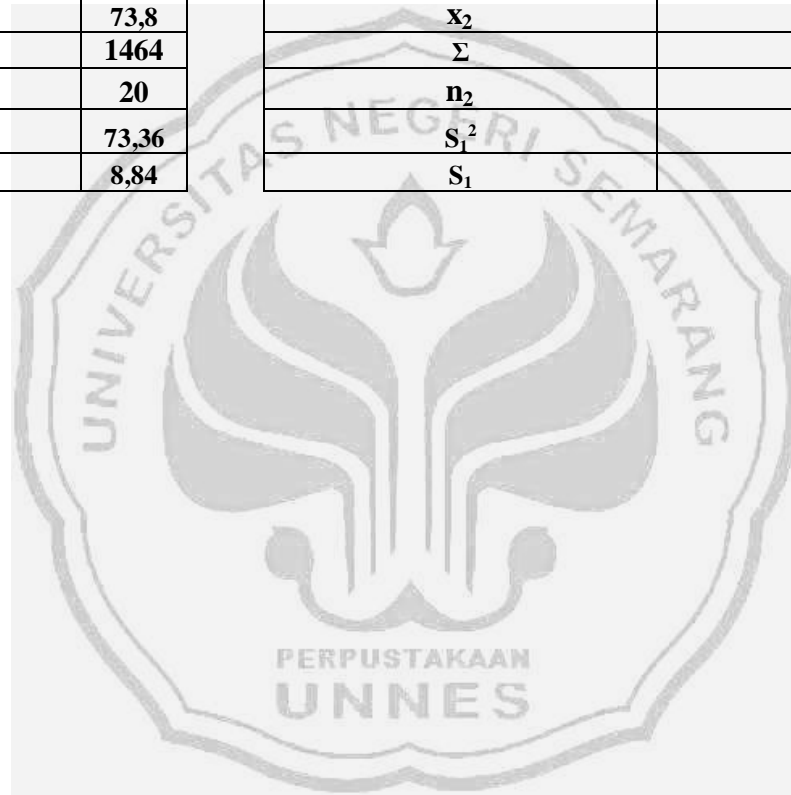 73,8 x₂
1464 Σ
20 n₂
73,36 S₁²
8,84 S₁
UNIVERSITAS NEGERI SEMARANG
PERPUSTAKAAN
UNNES